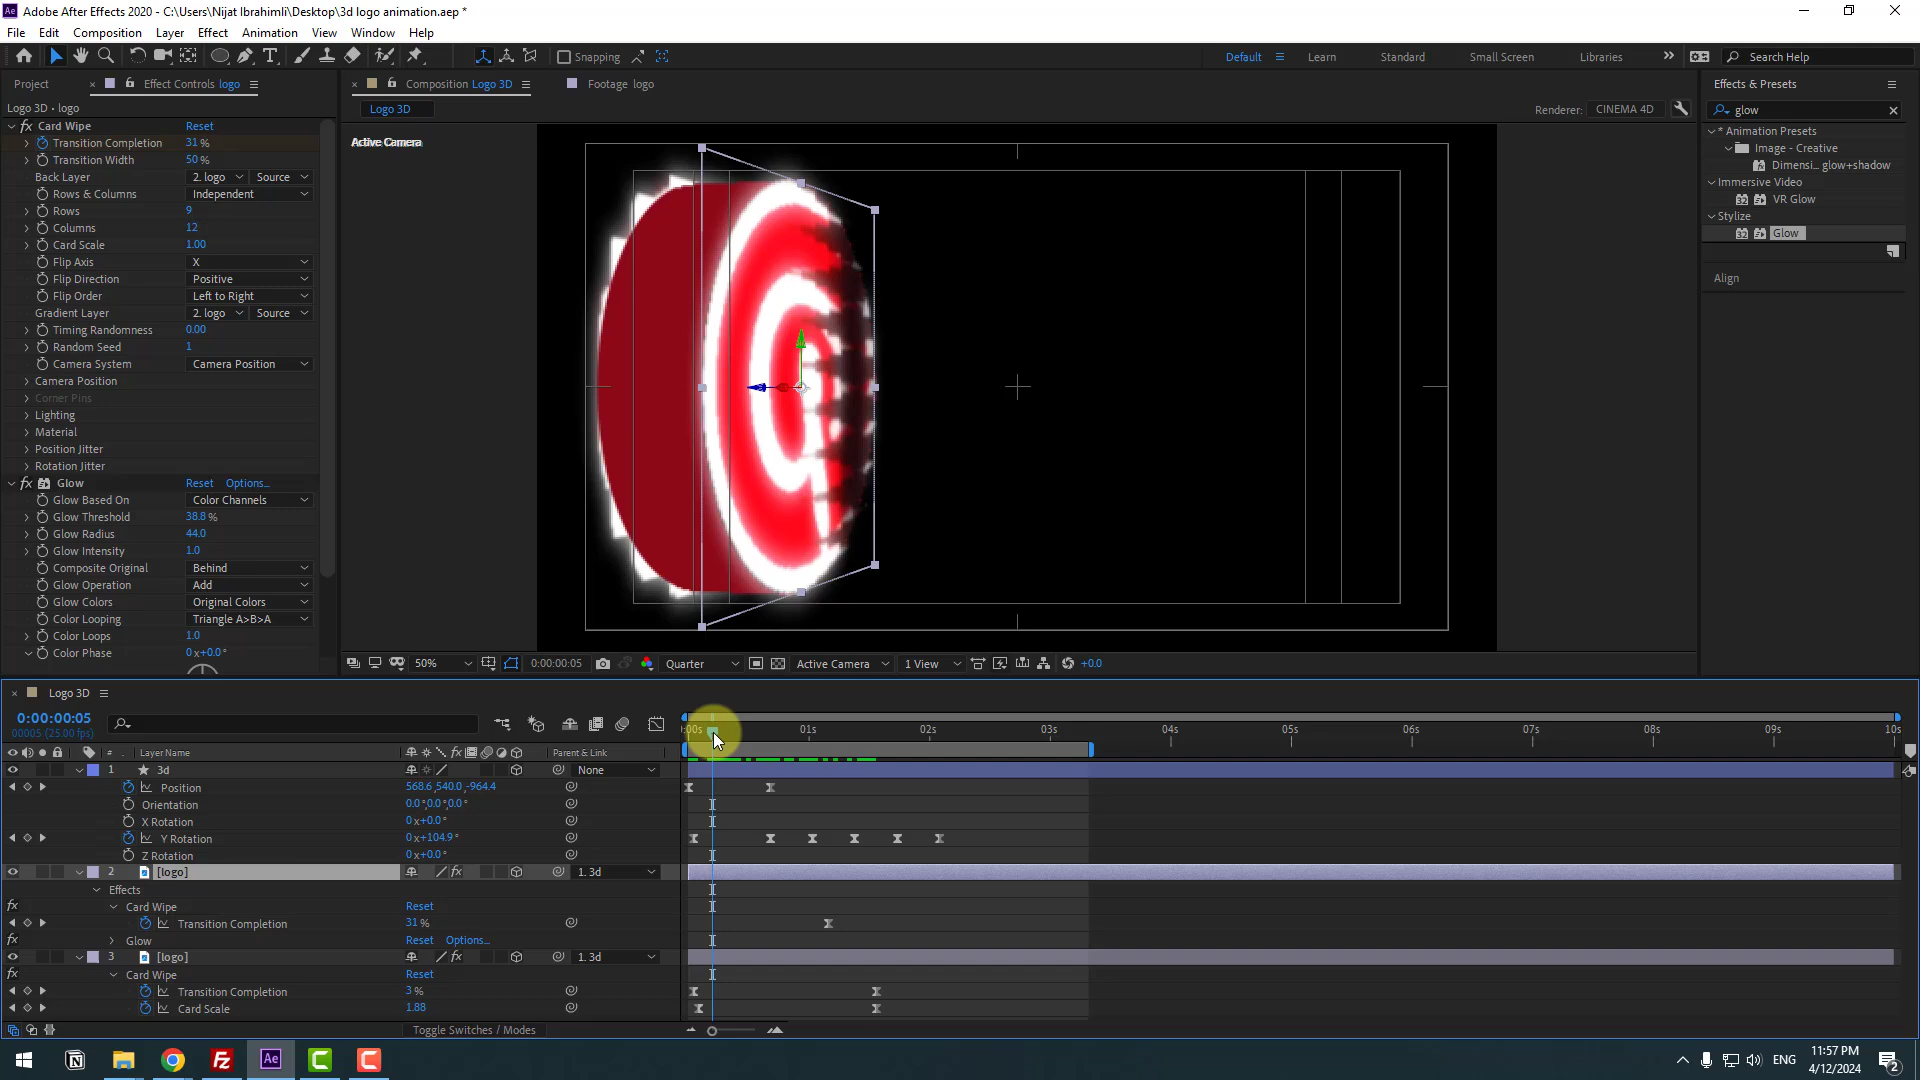 Adobe After Effects 2020 - C:\Users\Nijat Ibrahimli\Desktop\3d logo animation.aep *
File Edit Composition Layer Effect Animation View Window Help
Snapping Default Learn Standard Small Screen Libraries Search Help
Project Effect Controls logo Composition Logo 3D Footage logo Effects & Presets
Logo 3D • logo Logo 3D Renderer: CINEMA 4D glow
Card Wipe Reset
Transition Completion 31 %
Transition Width 50 %
Back Layer 2. logo Source
Rows & Columns Independent
Rows 9
Columns 12
Card Scale 1.00
Flip Axis X
Flip Direction Positive
Flip Order Left to Right
Gradient Layer 2. logo Source
Timing Randomness 0.00
Random Seed 1
Camera System Camera Position
Camera Position
Corner Pins
Lighting
Material
Position Jitter
Rotation Jitter
Glow Reset Options...
Glow Based On Color Channels
Glow Threshold 38.8 %
Glow Radius 44.0
Glow Intensity 1.0
Composite Original Behind
Glow Operation Add
Glow Colors Original Colors
Color Looping Triangle A>B>A
Color Loops 1.0
Color Phase 0 x+0.0 °
Active Camera
* Animation Presets
Image - Creative
Dimensi... glow+shadow
Immersive Video
32 VR Glow
Stylize
32 Glow
Align
50% 0:00:00:05 Quarter Active Camera 1 View +0.0
Logo 3D
0:00:00:05
00005 (25.00 fps)
:00s 01s 02s 03s 04s 05s 06s 07s 08s 09s 10s
# Layer Name Parent & Link
1 3d None
Position 568.6,540.0,-964.4
Orientation 0.0°,0.0°,0.0°
X Rotation 0 x+0.0 °
Y Rotation 0 x+104.9 °
Z Rotation 0 x+0.0 °
2 [logo] 1. 3d
Effects
Card Wipe Reset
Transition Completion 31 %
Glow Reset Options...
3 [logo] 1. 3d
Card Wipe Reset
Transition Completion 3 %
Card Scale 1.88
Toggle Switches / Modes
ENG 11:57 PM
4/12/2024 2